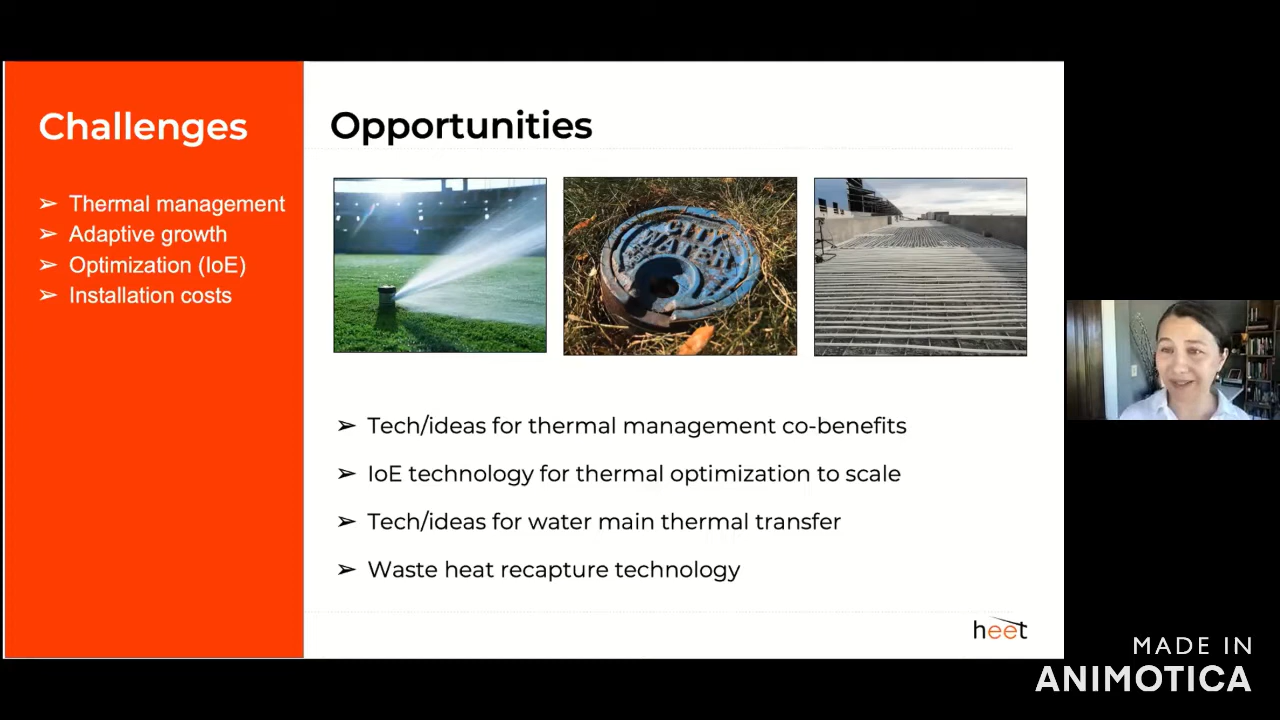 Challenges
➢ Thermal management
➢ Adaptive growth
➢ Optimization (IoE)
➢ Installation costs
Opportunities
CITY
WATER
➢ Tech/ideas for thermal management co-benefits
➢ IoE technology for thermal optimization to scale
➢ Tech/ideas for water main thermal transfer
➢ Waste heat recapture technology
heet
MADE IN
ANIMOTICA